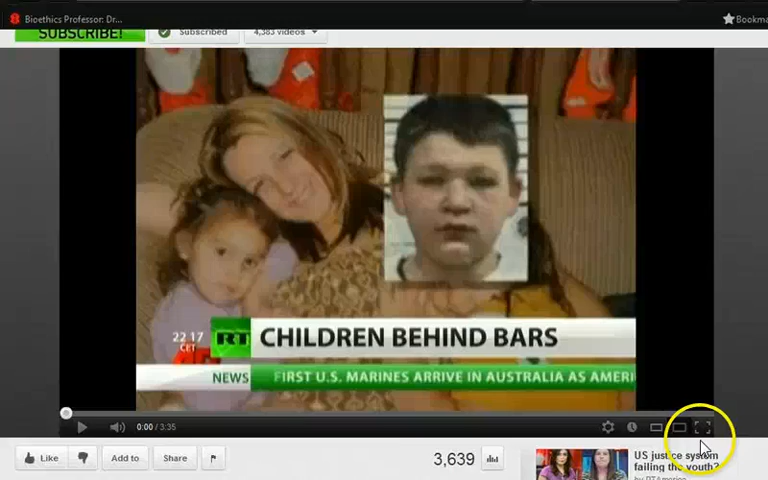 Bioethics Professor: Dr...
Bookma
SUBSCRIBE!
Subscribed
4,383 videos
22 17
CET
RT
CHILDREN BEHIND BARS
NEWS
FIRST U.S. MARINES ARRIVE IN AUSTRALIA AS AMERI
0:00 / 3:35
Like
Add to
Share
3,639
US justice system
failing the youth?
by RTAmerica